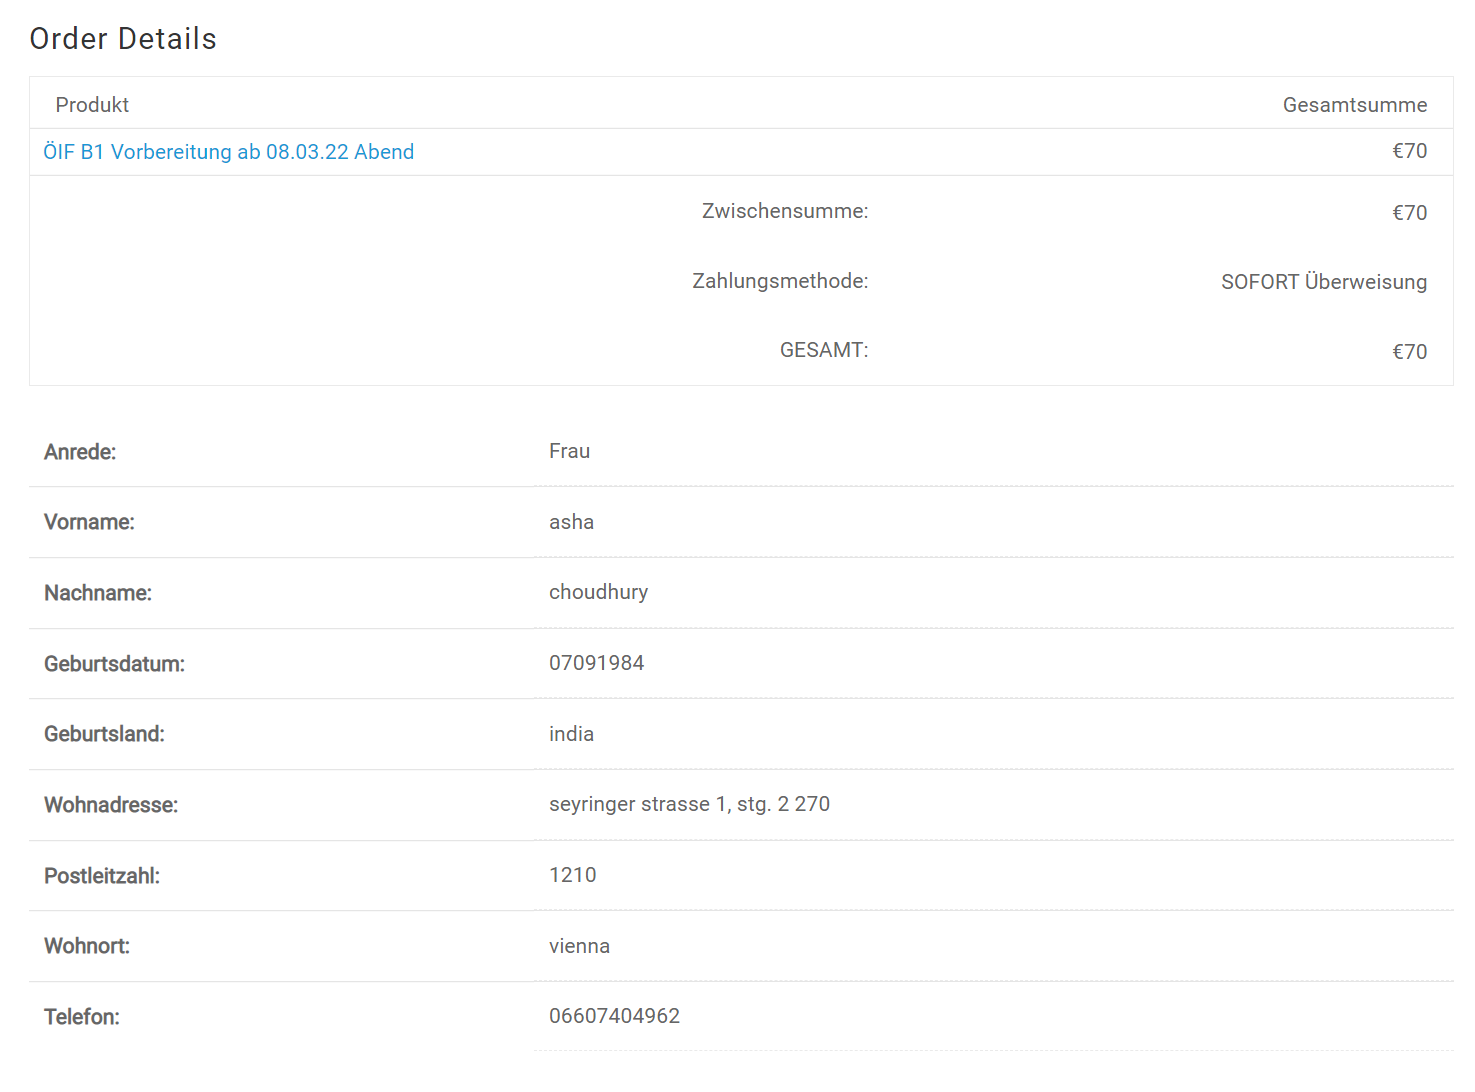 Order Details
Produkt Gesamtsumme
ÖIF B1 Vorbereitung ab 08.03.22 Abend €70
Zwischensumme: €70
Zahlungsmethode: SOFORT Überweisung
GESAMT: €70
Anrede: Frau
Vorname: asha
Nachname: choudhury
Geburtsdatum: 07091984
Geburtsland: india
Wohnadresse: seyringer strasse 1, stg. 2 270
Postleitzahl: 1210
Wohnort: vienna
Telefon: 06607404962